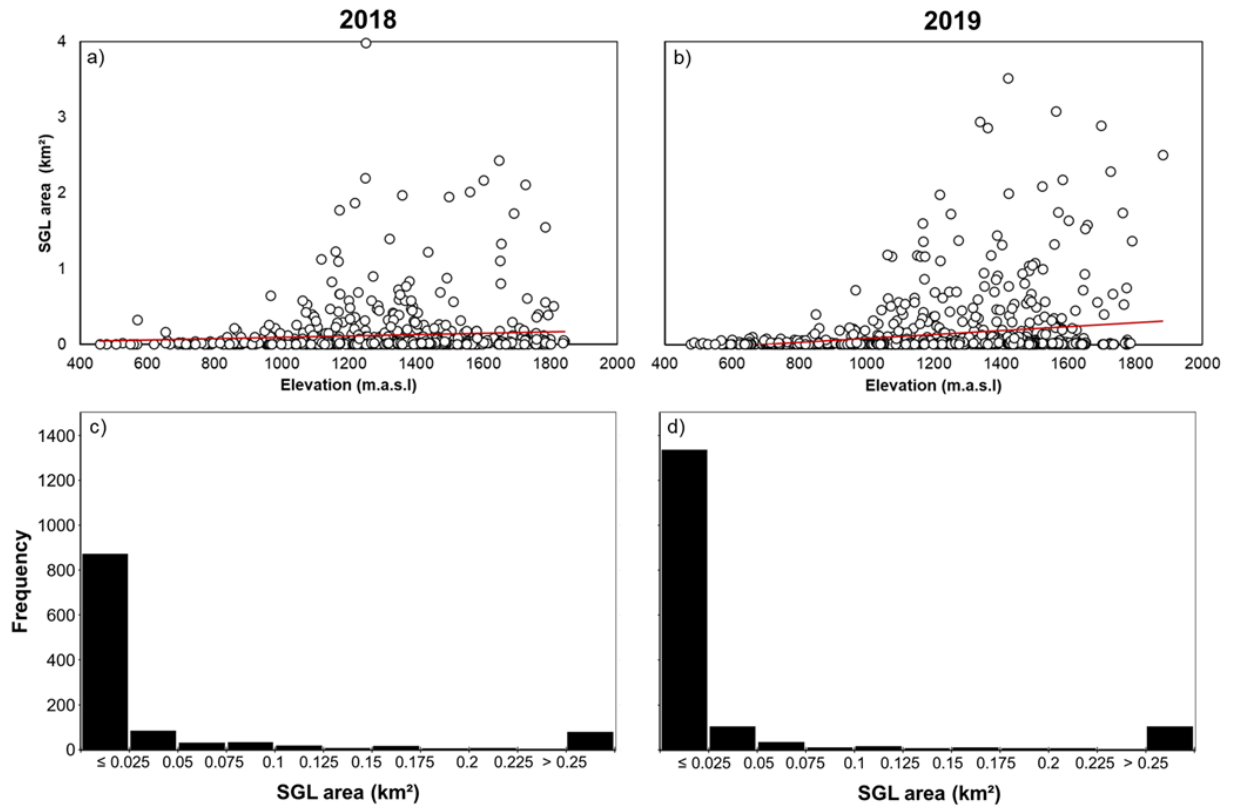 2018
2019
a)
b)
4
3
2
1
0
SGL area (km²)
400 600 800 1000 1200 1400 1600 1800 2000
Elevation (m.a.s.l)
400 600 800 1000 1200 1400 1600 1800 2000
Elevation (m.a.s.l)
c)
d)
1400
1200
1000
800
600
400
200
0
Frequency
≤ 0.025 0.05 0.075 0.1 0.125 0.175 0.2 0.225 > 0.25
SGL area (km²)
≤ 0.025 0.05 0.075 0.1 0.125 0.175 0.2 0.225 > 0.25
SGL area (km²)